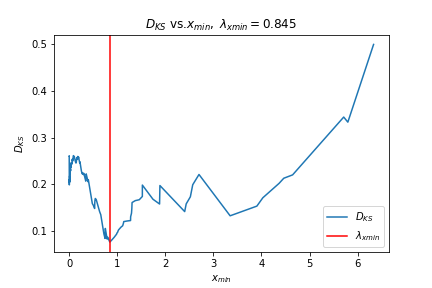 D_KS vs.x_min, λ_xmin = 0.845
D_KS
0.5
0.4
0.3
0.2
0.1
0 1 2 3 4 5 6
x_min
D_KS
λ_xmin